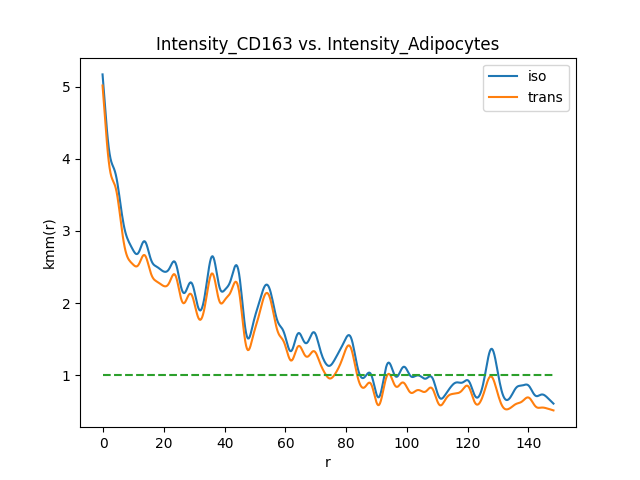 Intensity_CD163 vs. Intensity_Adipocytes
iso
trans
5
4
3
2
1
kmm(r)
0 20 40 60 80 100 120 140
r